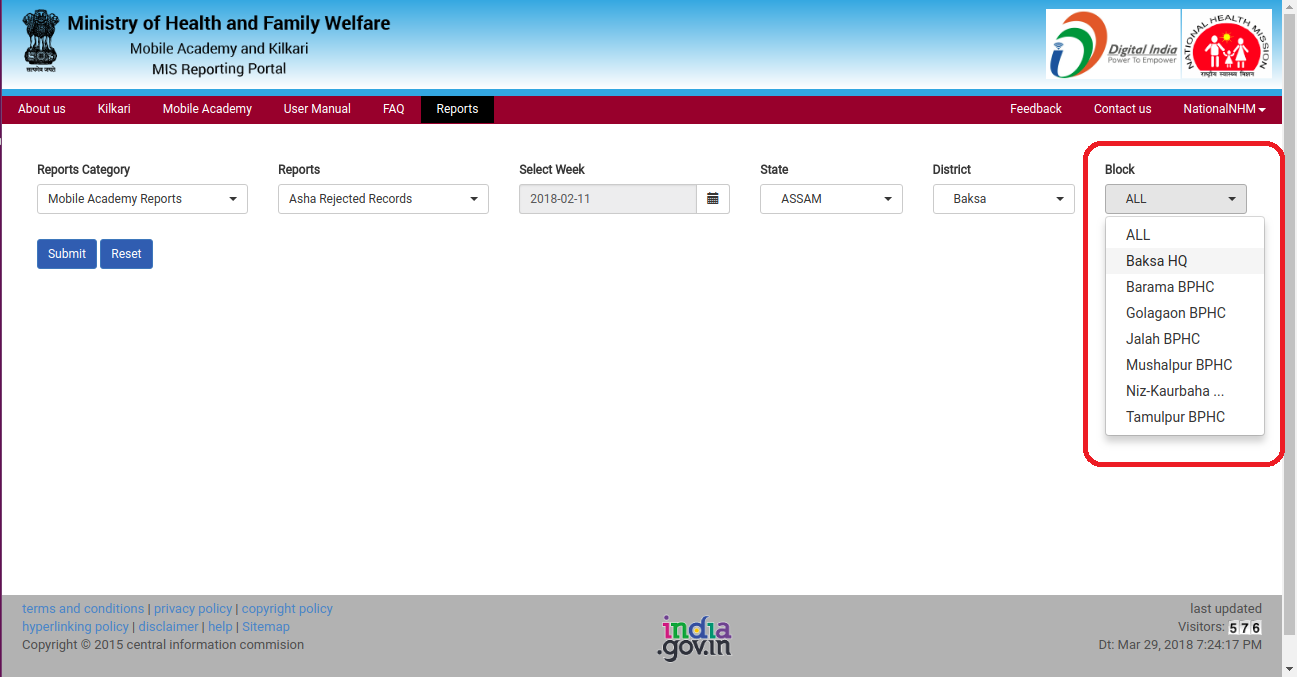 Ministry of Health and Family Welfare
Mobile Academy and Kilkari
MIS Reporting Portal
सत्यमेव जयते
Digital India
Power To Empower
NATIONAL HEALTH MISSION
राष्ट्रीय स्वास्थ्य मिशन
About us Kilkari Mobile Academy User Manual FAQ Reports Feedback Contact us NationalNHM
Reports Category Reports Select Week State District Block
Mobile Academy Reports Asha Rejected Records 2018-02-11 ASSAM Baksa ALL
ALL
Submit Reset
Baksa HQ
Barama BPHC
Golagaon BPHC
Jalah BPHC
Mushalpur BPHC
Niz-Kaurbaha ...
Tamulpur BPHC
terms and conditions | privacy policy | copyright policy
hyperlinking policy | disclaimer | help | Sitemap
Copyright © 2015 central information commision
india
.gov.in
last updated
Visitors: 576
Dt: Mar 29, 2018 7:24:17 PM